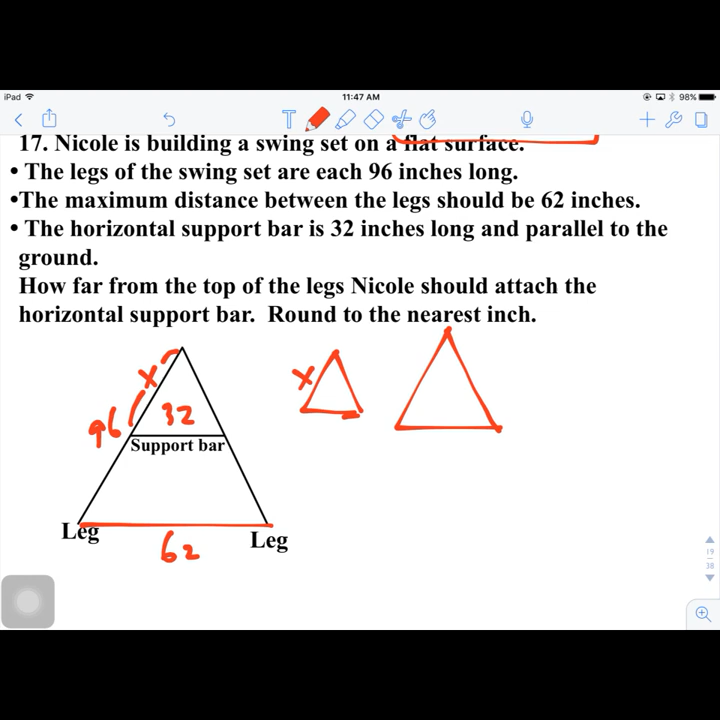 iPad
11:47 AM
98%
T
17. Nicole is building a swing set on a flat surface.
• The legs of the swing set are each 96 inches long.
•The maximum distance between the legs should be 62 inches.
• The horizontal support bar is 32 inches long and parallel to the
ground.
How far from the top of the legs Nicole should attach the
horizontal support bar.  Round to the nearest inch.
x
x
96
32
Support bar
Leg
62
Leg
19
38